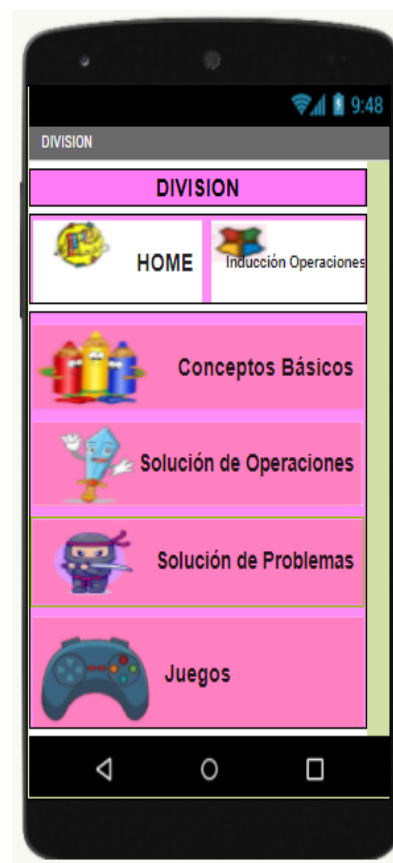 9:48
DIVISION
DIVISION
HOME
Inducción Operaciones
Conceptos Básicos
Solución de Operaciones
Solución de Problemas
Juegos